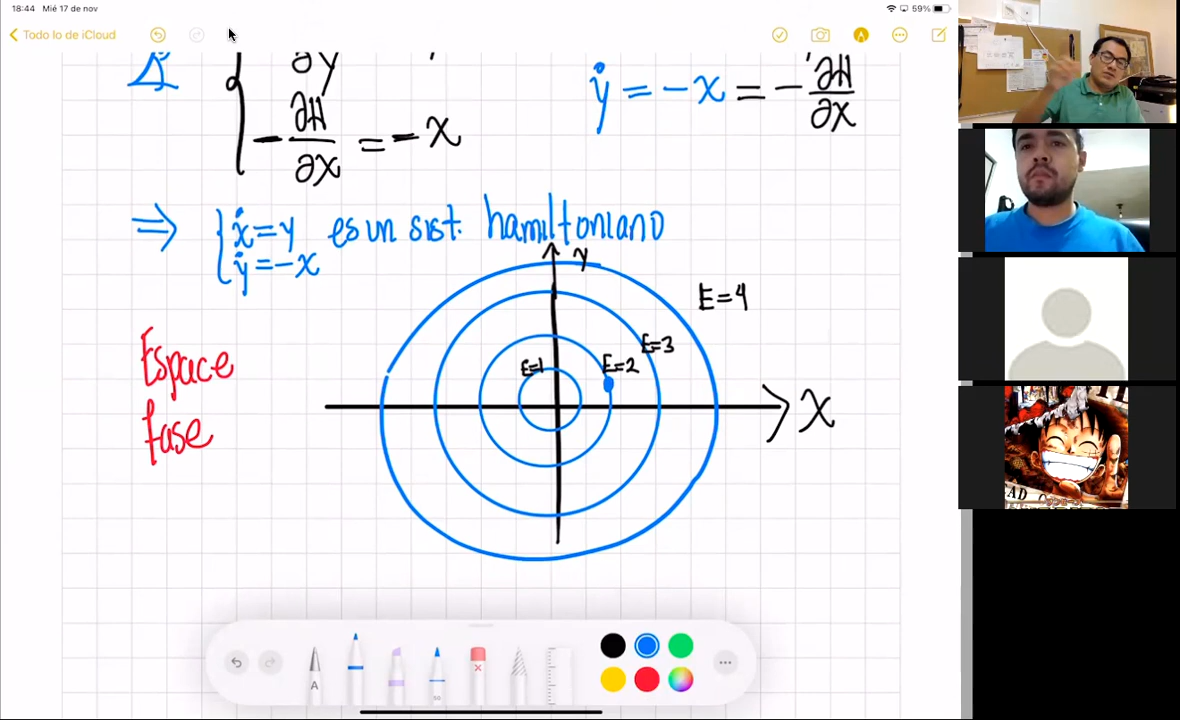 18:44 Mié 17 de nov
59%
Todo lo de iCloud
∂y
∂H
− ── = − x
∂x
ẏ = −x = − ∂H/∂x
⇒ { ẋ = y es un sist. hamiltoniano
ẏ = −x
y
E=4
E=3
E=1
E=2
Espace
fase
X
A
50
AD